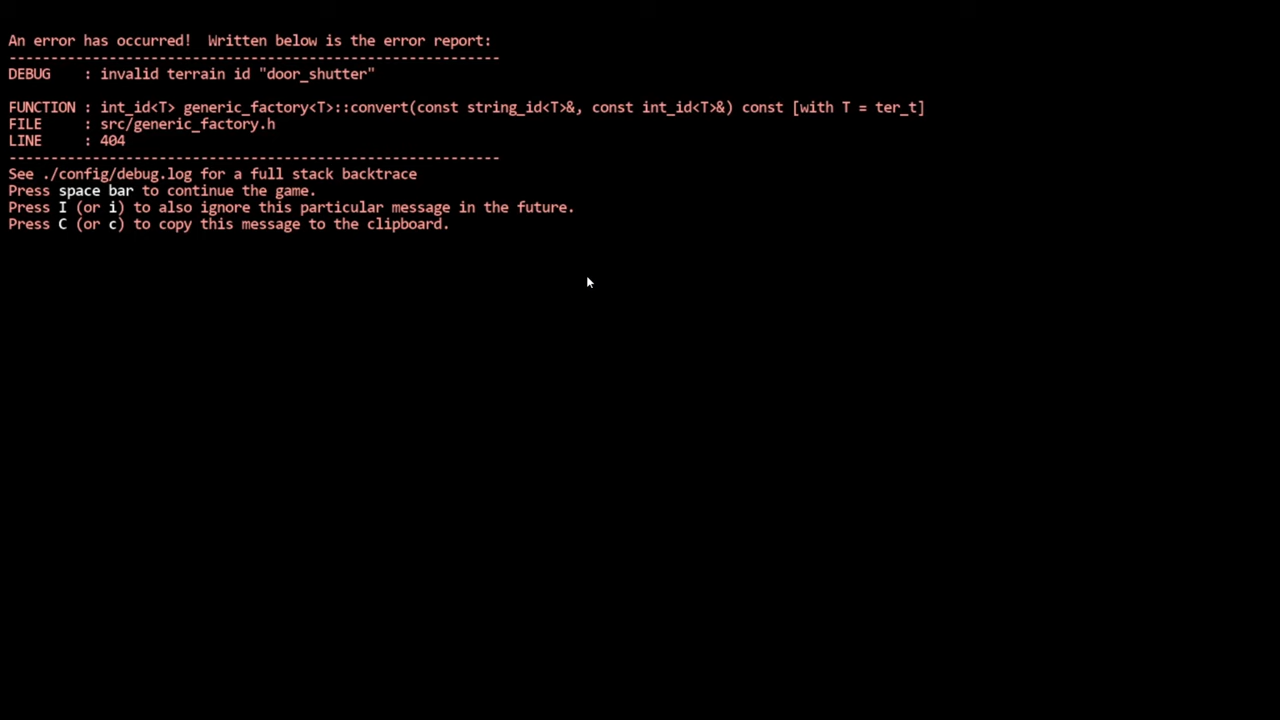 An error has occurred!  Written below is the error report:
-----------------------------------------------------------
DEBUG    : invalid terrain id "door_shutter"
FUNCTION : int_id<T> generic_factory<T>::convert(const string_id<T>&, const int_id<T>&) const [with T = ter_t]
FILE     : src/generic_factory.h
LINE     : 404
-----------------------------------------------------------
See ./config/debug.log for a full stack backtrace
Press space bar to continue the game.
Press I (or i) to also ignore this particular message in the future.
Press C (or c) to copy this message to the clipboard.